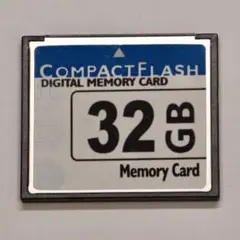 COMPACTFLASH
DIGITAL MEMORY CARD
32 GB
Memory Card